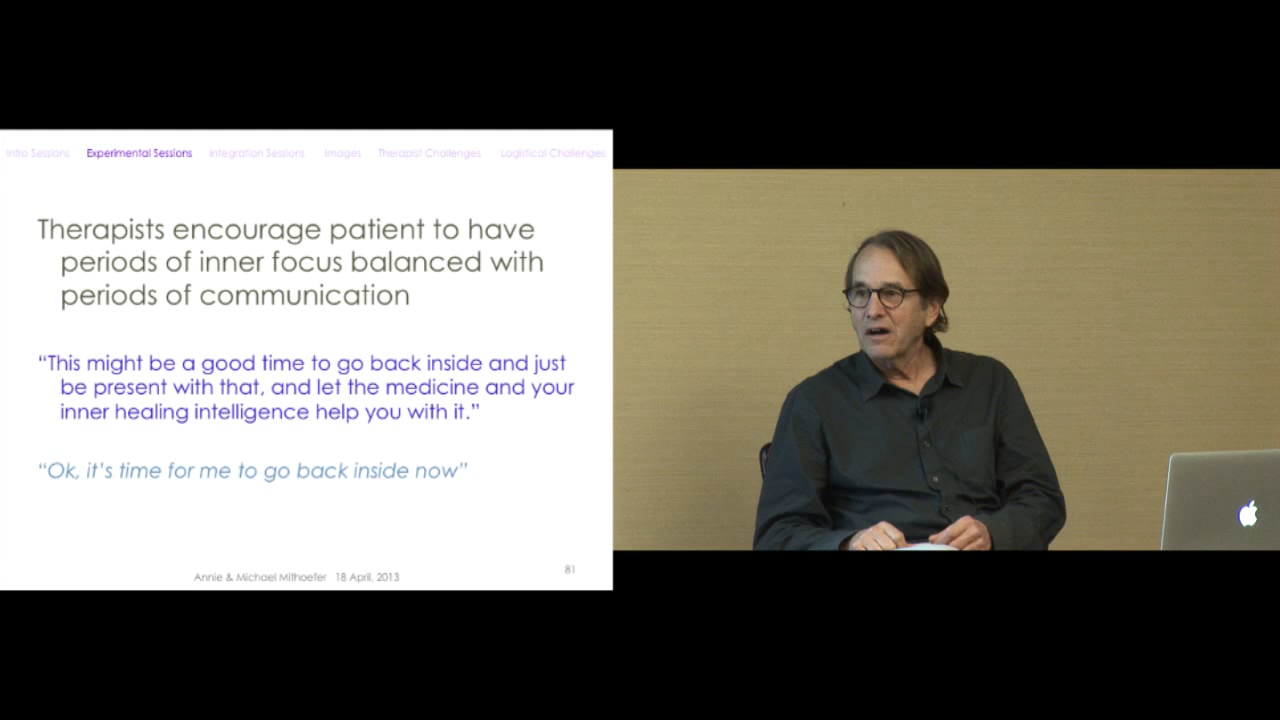 Intro Sessions Experimental Sessions Integration Sessions Images Therapist Challenges Logistical Challenges
Therapists encourage patient to have
periods of inner focus balanced with
periods of communication
“This might be a good time to go back inside and just
be present with that, and let the medicine and your
inner healing intelligence help you with it.”
“Ok, it’s time for me to go back inside now”
Annie & Michael Mithoefer 18 April, 2013
81